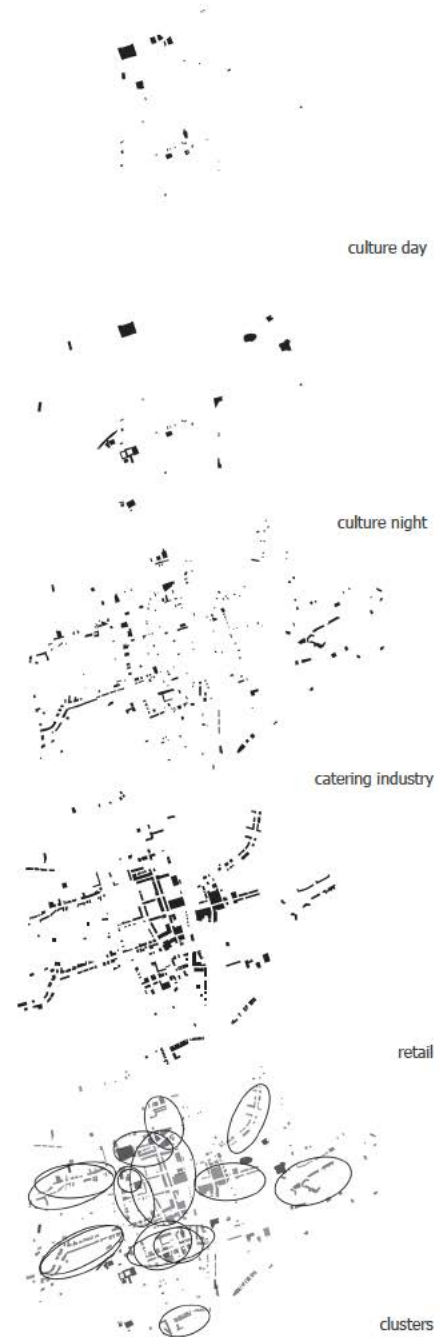 culture day
culture night
catering industry
retail
clusters